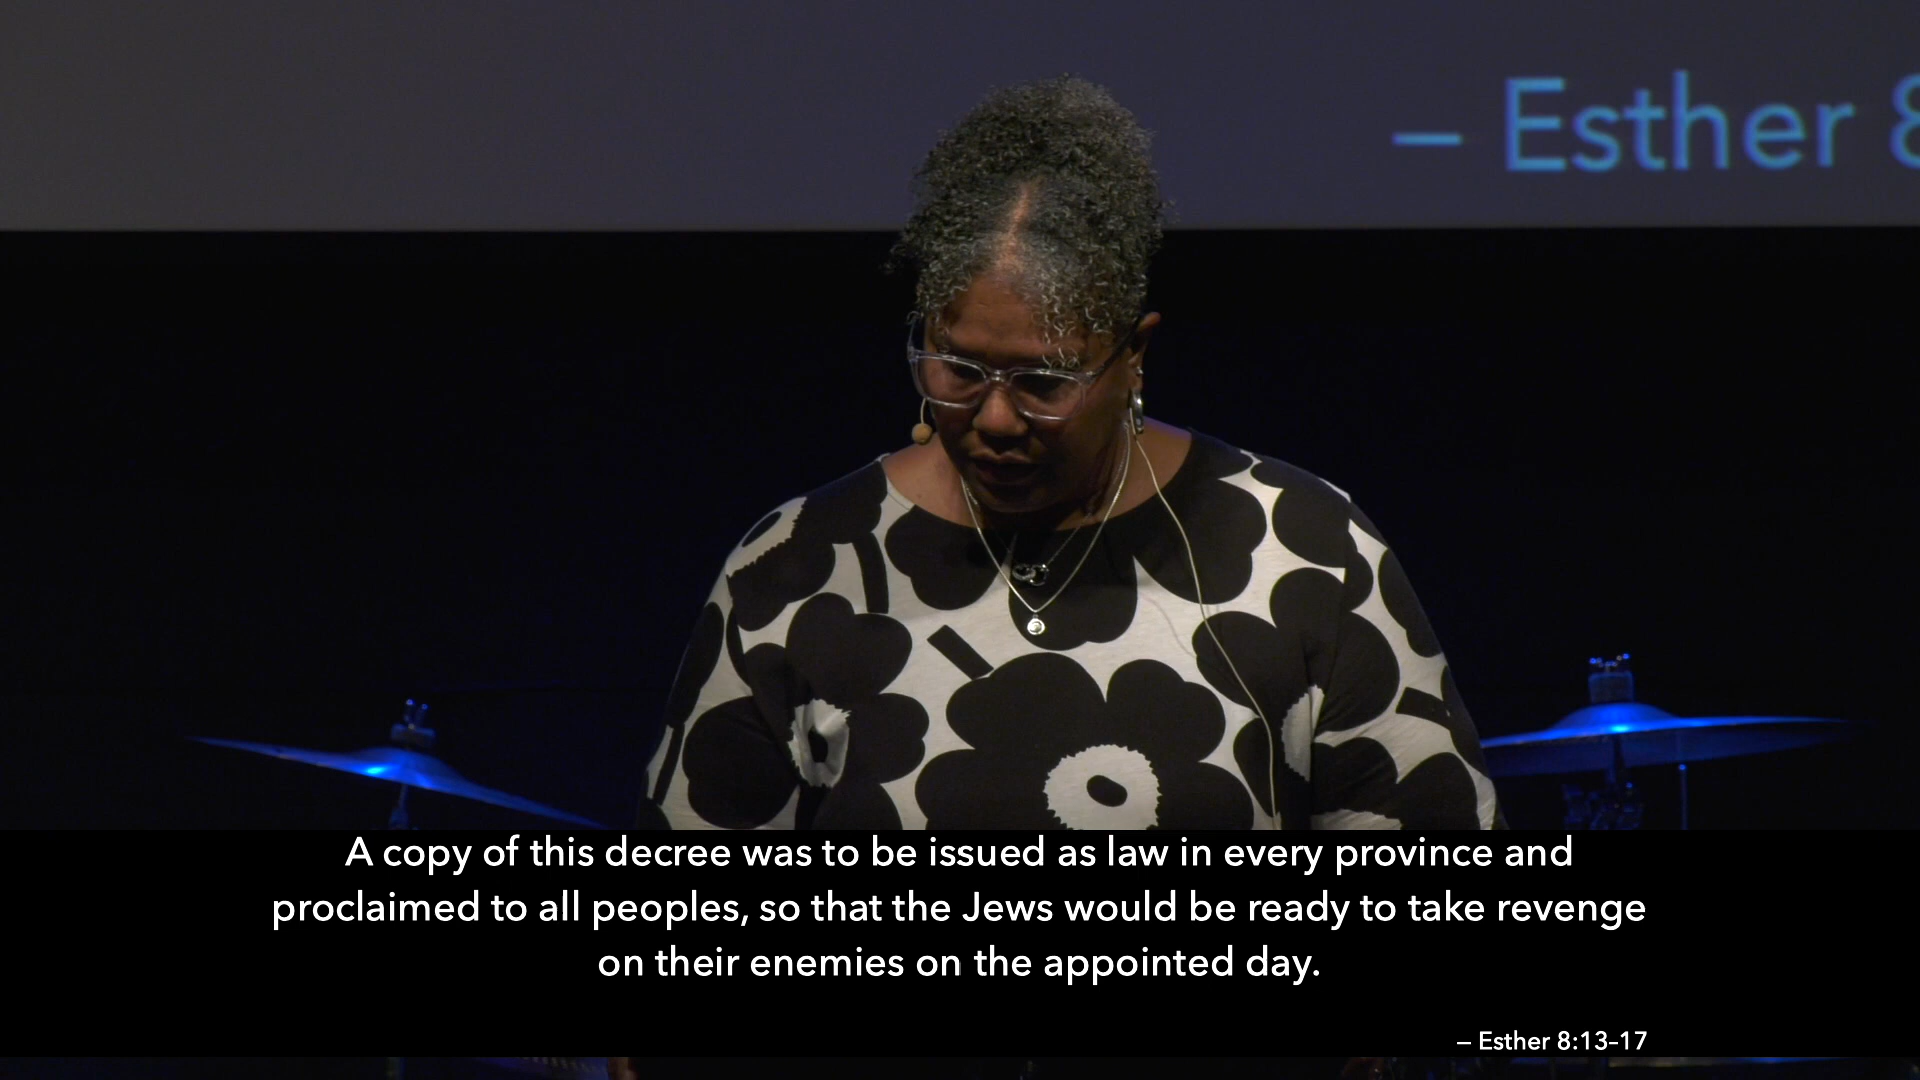 – Esther 8
A copy of this decree was to be issued as law in every province and
proclaimed to all peoples, so that the Jews would be ready to take revenge
on their enemies on the appointed day.
– Esther 8:13–17